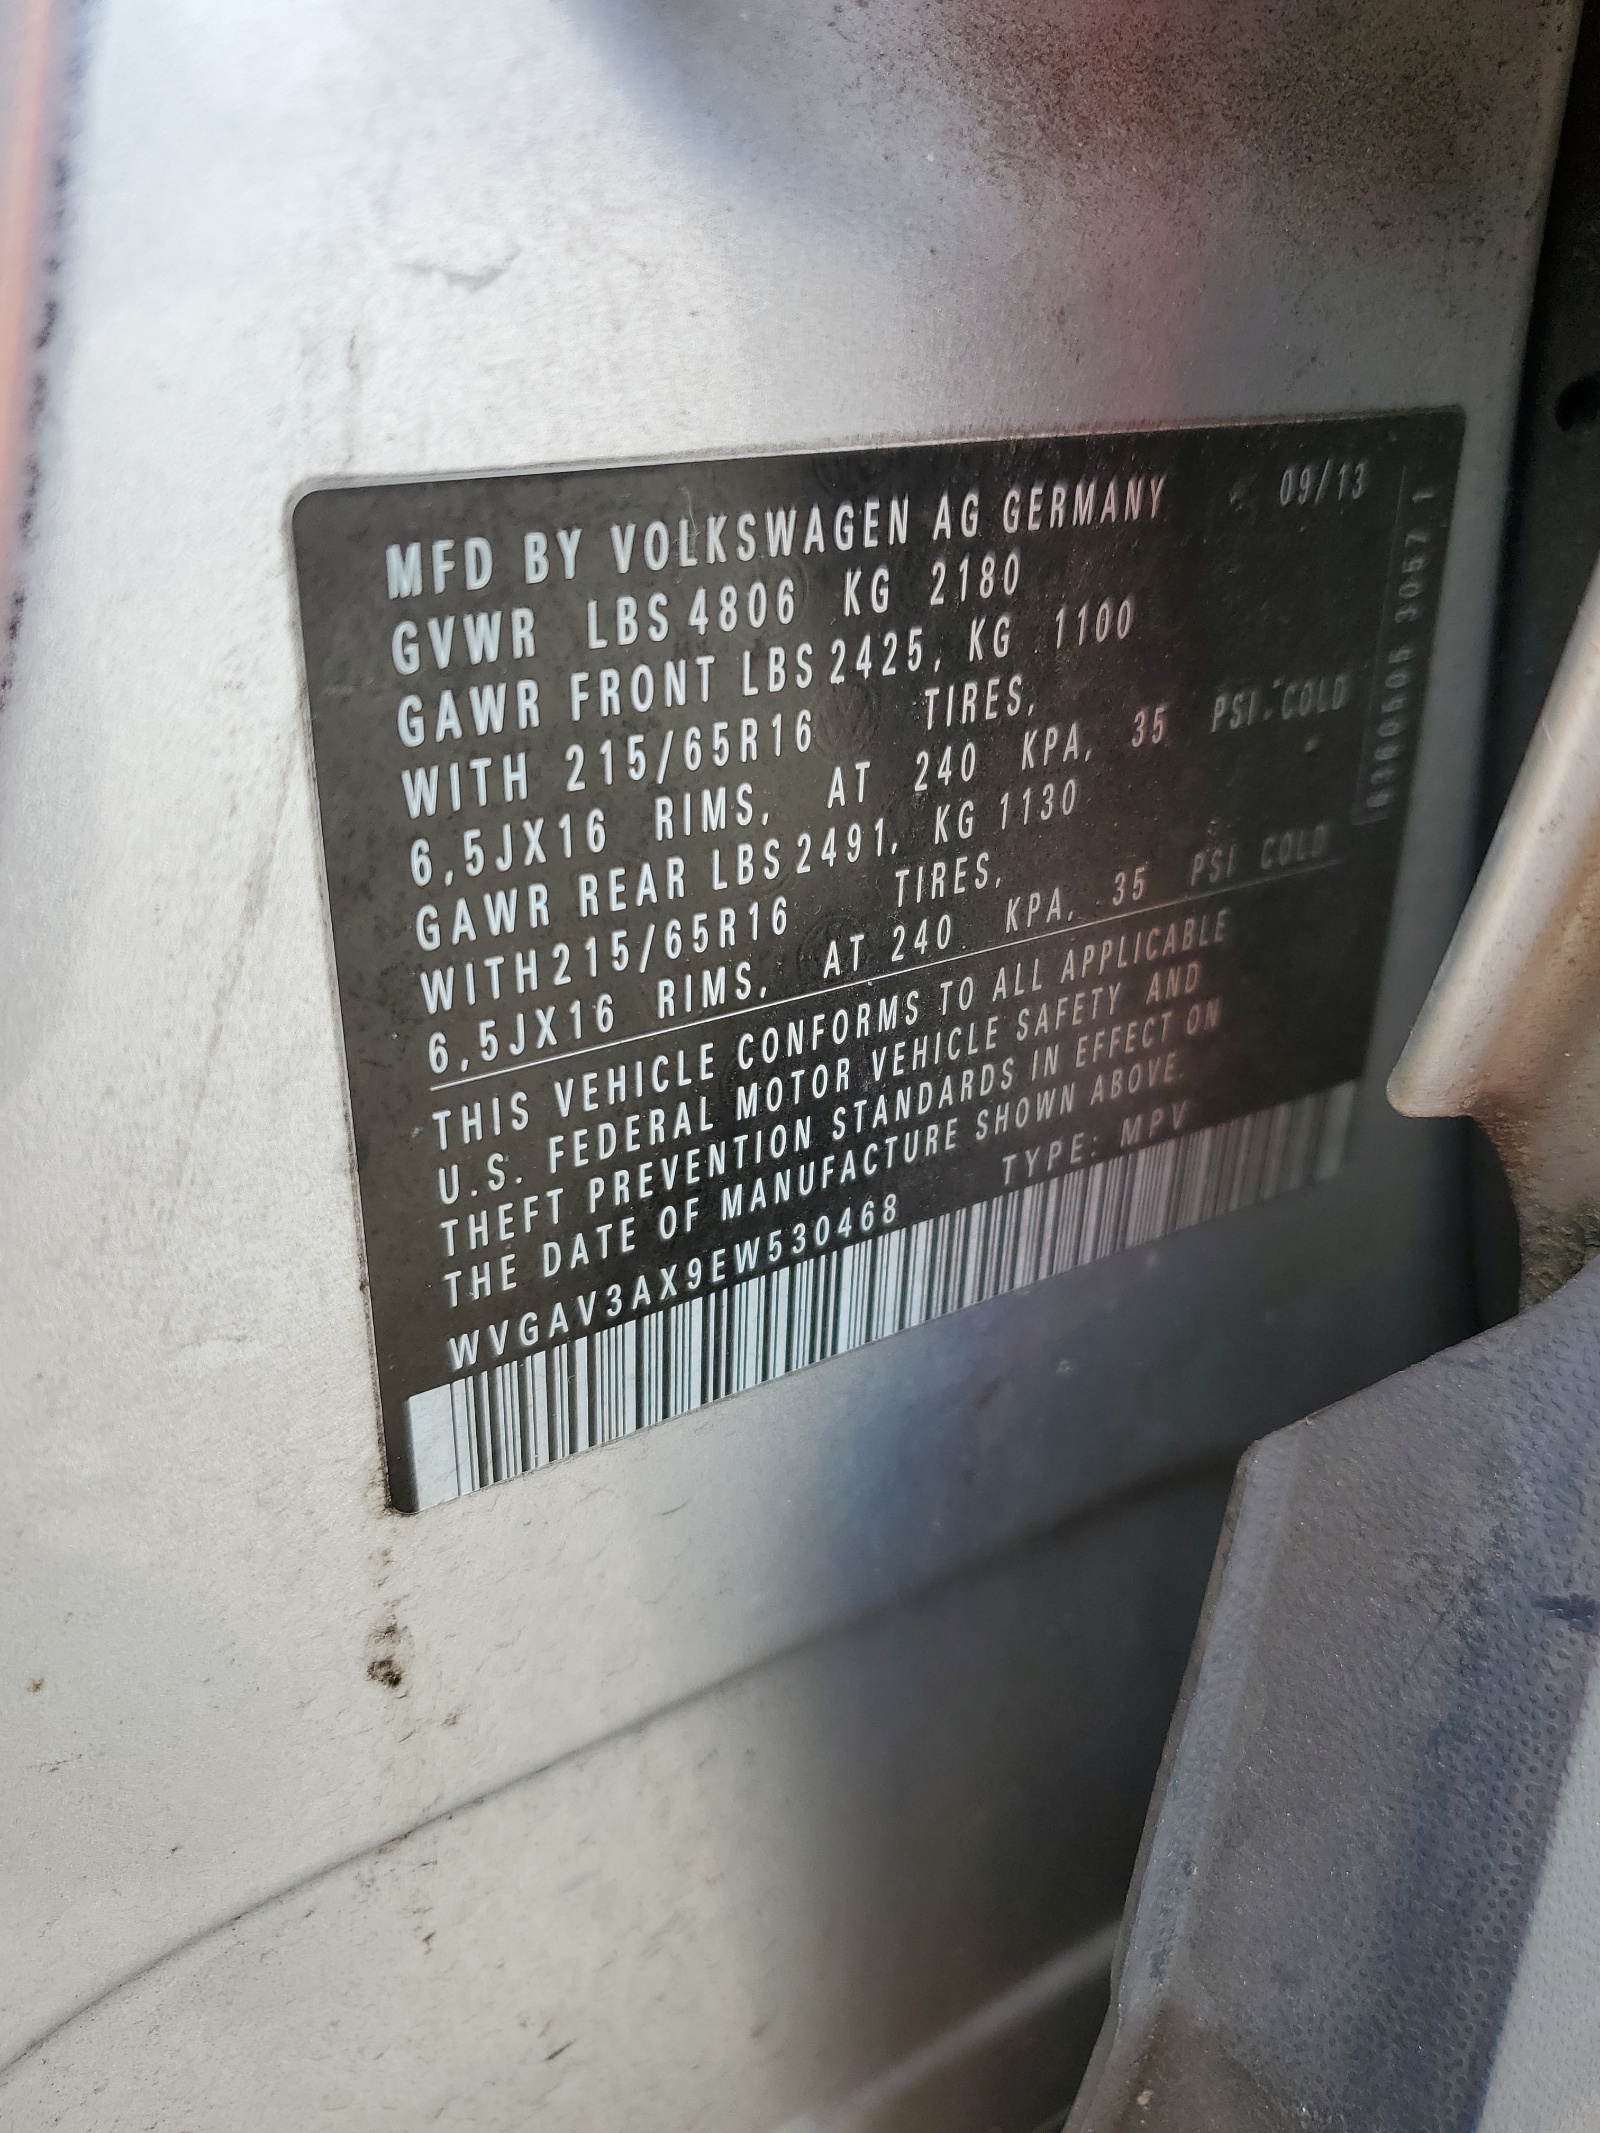 MFD BY VOLKSWAGEN AG GERMANY 09/13
GVWR LBS 4806 KG 2180
GAWR FRONT LBS 2425, KG 1100
WITH 215/65R16 TIRES,
6,5JX16 RIMS, AT 240 KPA, 35 PSI COLD
GAWR REAR LBS 2491, KG 1130
WITH 215/65R16 TIRES,
6,5JX16 RIMS, AT 240 KPA, 35 PSI COLD
THIS VEHICLE CONFORMS TO ALL APPLICABLE
U.S. FEDERAL MOTOR VEHICLE SAFETY AND
THEFT PREVENTION STANDARDS IN EFFECT ON
THE DATE OF MANUFACTURE SHOWN ABOVE.
WVGAV3AX9EW530468 TYPE: MPV